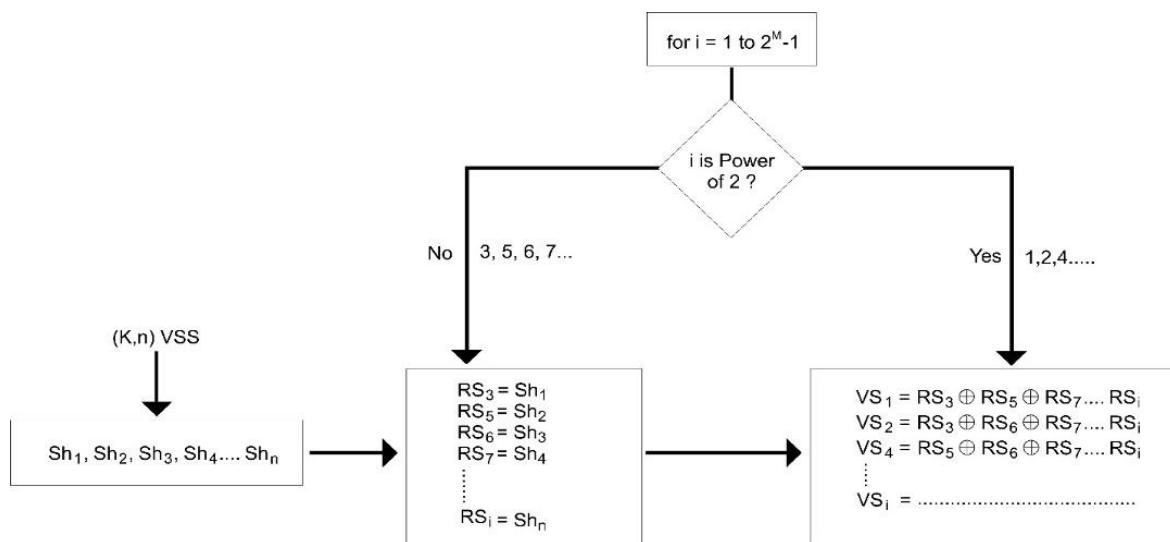 for i = 1 to 2^M-1
i is Power
of 2 ?
No
3, 5, 6, 7...
Yes
1,2,4.....
(K,n) VSS
Sh₁, Sh₂, Sh₃, Sh₄.... Shₙ
RS₃ = Sh₁
RS₅ = Sh₂
RS₆ = Sh₃
RS₇ = Sh₄
RSᵢ = Shₙ
VS₁ = RS₃ ⊕ RS₅ ⊕ RS₇.... RSᵢ
VS₂ = RS₃ ⊕ RS₆ ⊕ RS₇.... RSᵢ
VS₄ = RS₅ ⊕ RS₆ ⊕ RS₇.... RSᵢ
VSᵢ = ........................................